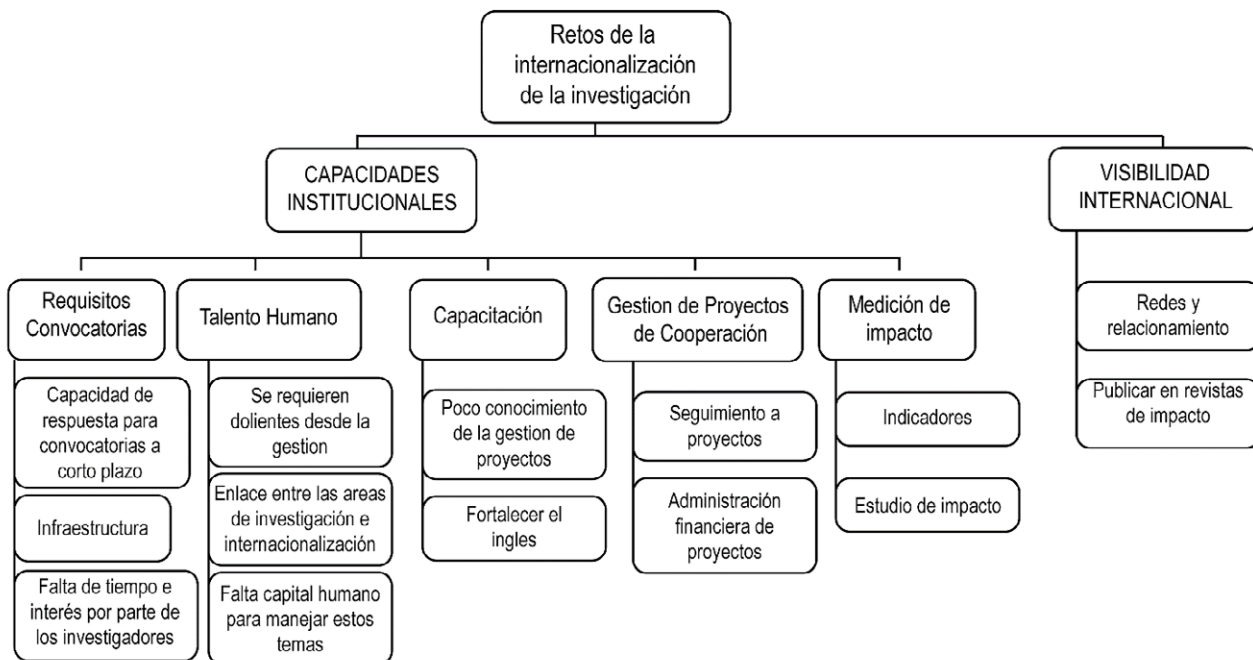 Retos de la
internacionalización
de la investigación
CAPACIDADES
INSTITUCIONALES
VISIBILIDAD
INTERNACIONAL
Requisitos
Convocatorias
Capacidad de
respuesta para
convocatorias a
corto plazo
Infraestructura
Falta de tiempo e
interés por parte de
los investigadores
Talento Humano
Se requieren
dolientes desde la
gestion
Enlace entre las areas
de investigación e
internacionalización
Falta capital humano
para manejar estos
temas
Capacitación
Poco conocimiento
de la gestion de
proyectos
Fortalecer el
ingles
Gestion de Proyectos
de Cooperación
Seguimiento a
proyectos
Administración
financiera de
proyectos
Medición de
impacto
Indicadores
Estudio de impacto
Redes y
relacionamiento
Publicar en revistas
de impacto